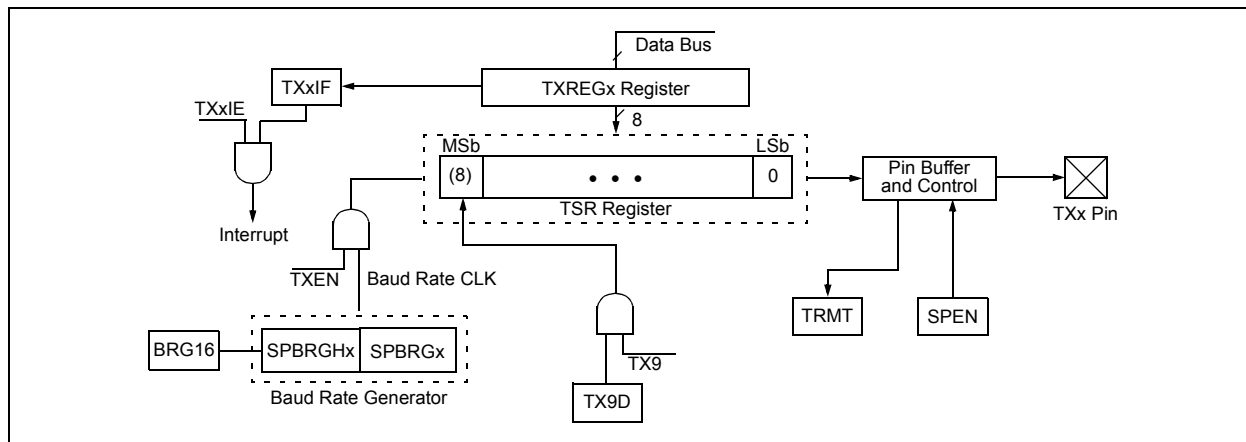 Data Bus
TXxIF
TXREGx Register
TXxIE
8
MSb
LSb
(8)
• • •
0
Pin Buffer
and Control
TSR Register
TXx Pin
Interrupt
TXEN
Baud Rate CLK
TRMT
SPEN
BRG16
SPBRGHx
SPBRGx
TX9
Baud Rate Generator
TX9D